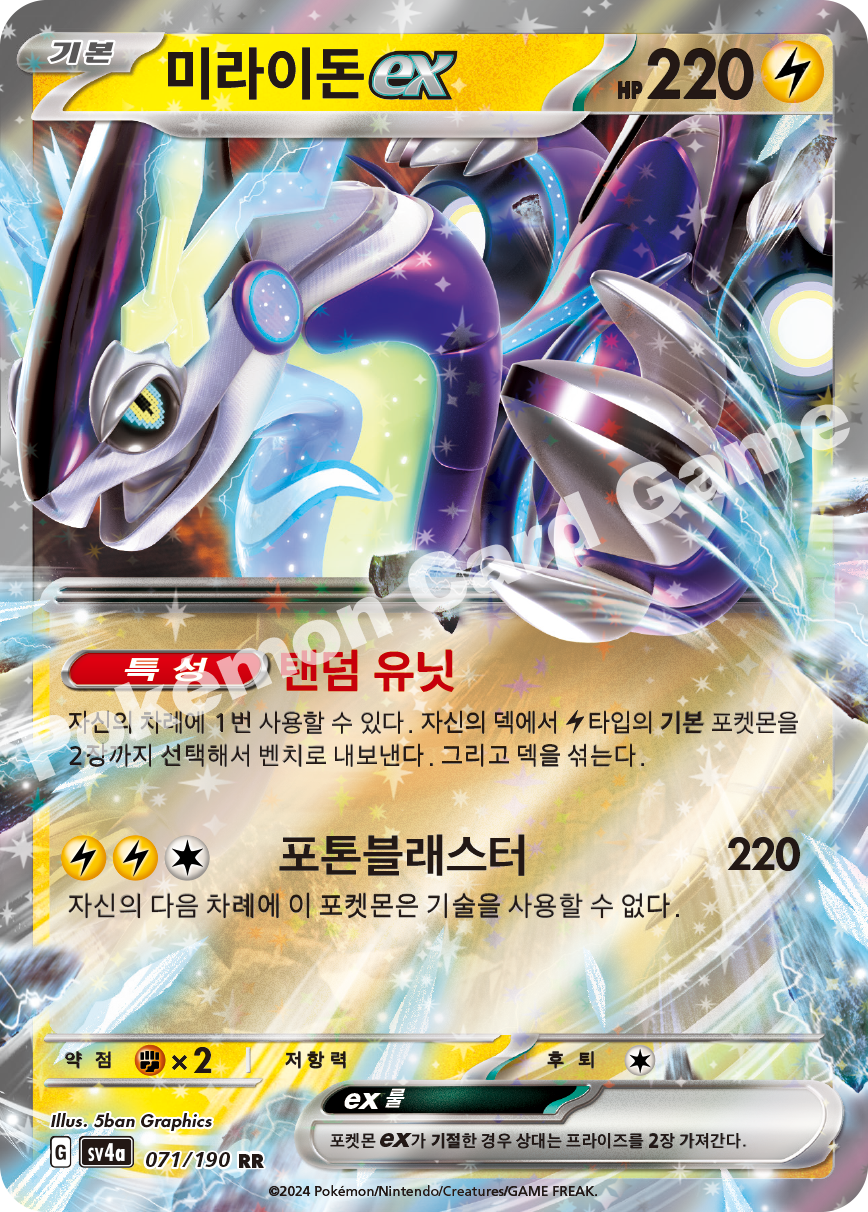 기본 미라이돈 ex HP 220
Pokémon Card Game
특성 탠덤 유닛
자신의 차례에 1번 사용할 수 있다. 자신의 덱에서 타입의 기본 포켓몬을
2장까지 선택해서 벤치로 내보낸다. 그리고 덱을 섞는다.
포톤블래스터 220
자신의 다음 차례에 이 포켓몬은 기술을 사용할 수 없다.
약점 ×2 저항력 후퇴
ex 룰
포켓몬 ex가 기절한 경우 상대는 프라이즈를 2장 가져간다.
Illus. 5ban Graphics
G sv4a 071/190 RR
©2024 Pokémon/Nintendo/Creatures/GAME FREAK.